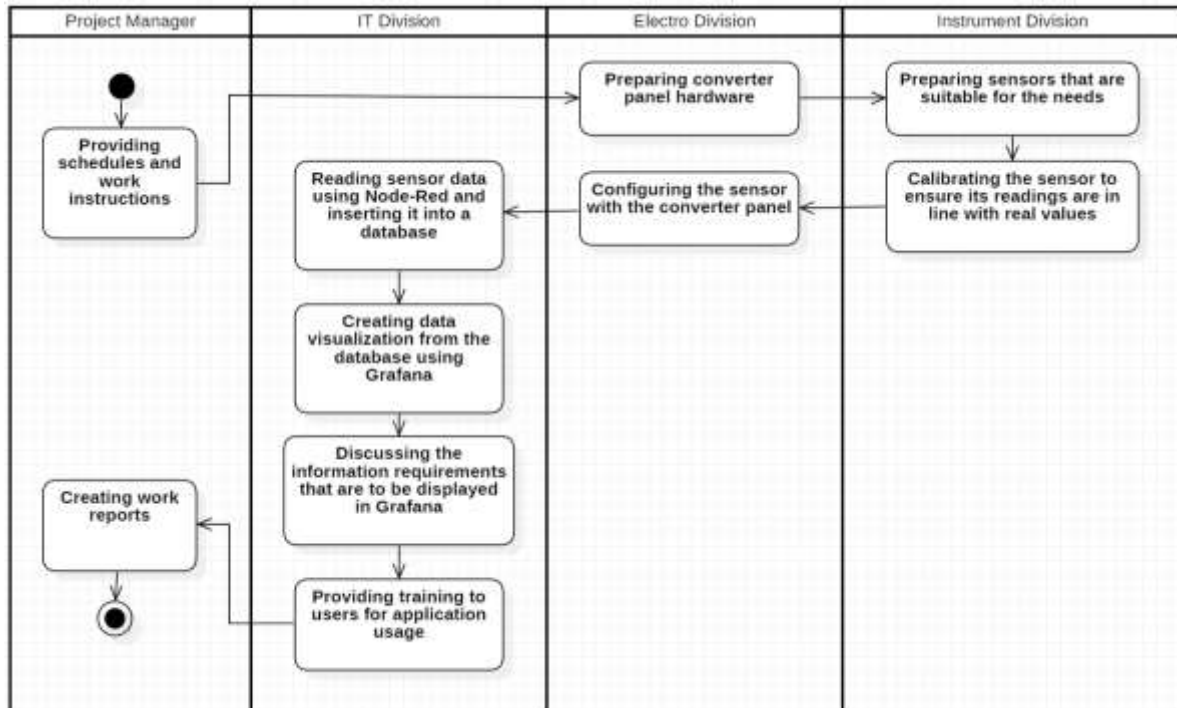 Project Manager
IT Division
Electro Division
Instrument Division
Providing
schedules and
work
instructions
Preparing converter
panel hardware
Preparing sensors that are
suitable for the needs
Calibrating the sensor to
ensure its readings are in
line with real values
Configuring the sensor
with the converter panel
Reading sensor data
using Node-Red and
inserting it into a
database
Creating data
visualization from the
database using
Grafana
Discussing the
information requirements
that are to be displayed
in Grafana
Providing training to
users for application
usage
Creating work
reports